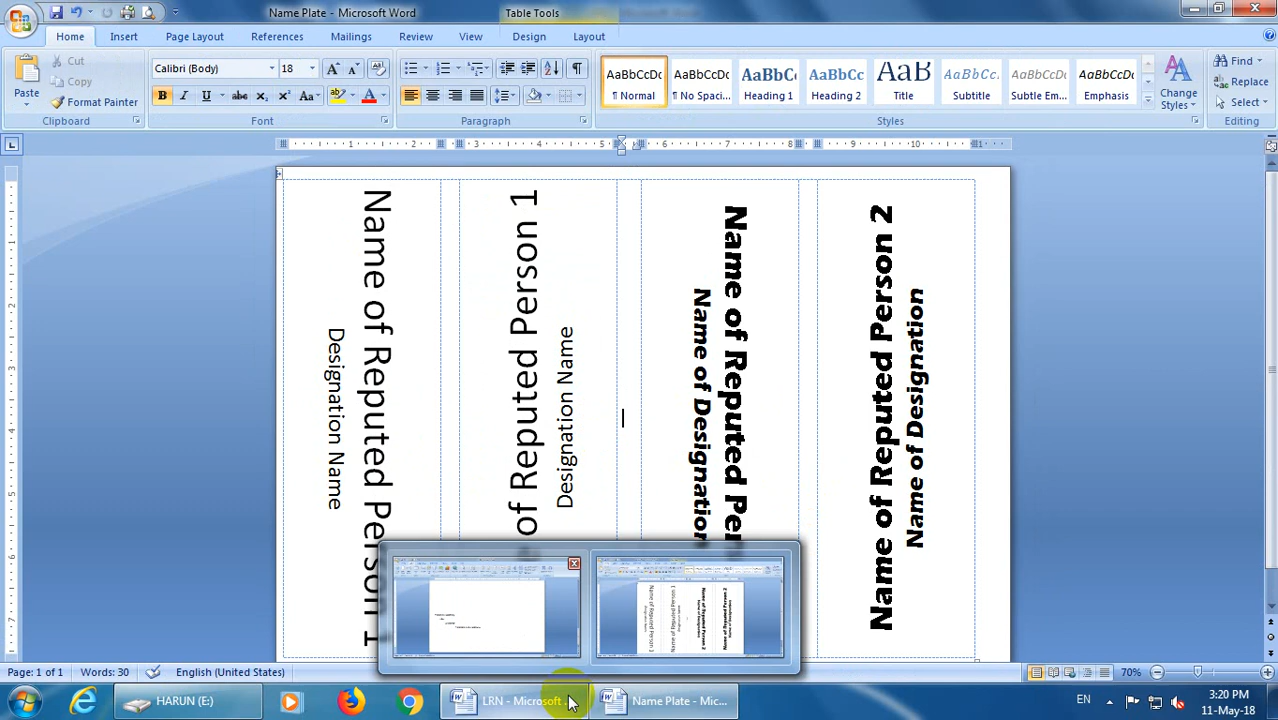 Name Plate - Microsoft Word
Table Tools
Home
Insert
Page Layout
References
Mailings
Review
View
Design
Layout
Paste
Cut
Copy
Format Painter
Clipboard
Calibri (Body)
18
Font
Paragraph
AaBbCcDc
¶ Normal
AaBbCcDc
¶ No Spaci...
AaBbCc
Heading 1
AaBbCc
Heading 2
AaB
Title
AaBbCc.
Subtitle
AaBbCcDc
Subtle Em...
AaBbCcDc
Emphasis
Change
Styles
Styles
Find
Replace
Select
Editing
Name of Reputed Person 1
Designation Name
of Reputed Person 1
Designation Name
Name of Reputed Pe
Name of Designation
Name of Reputed Person 2
Name of Designation
Page: 1 of 1
Words: 30
English (United States)
70%
HARUN (E:)
LRN - Microsoft ...
Name Plate - Mic...
EN
3:20 PM
11-May-18